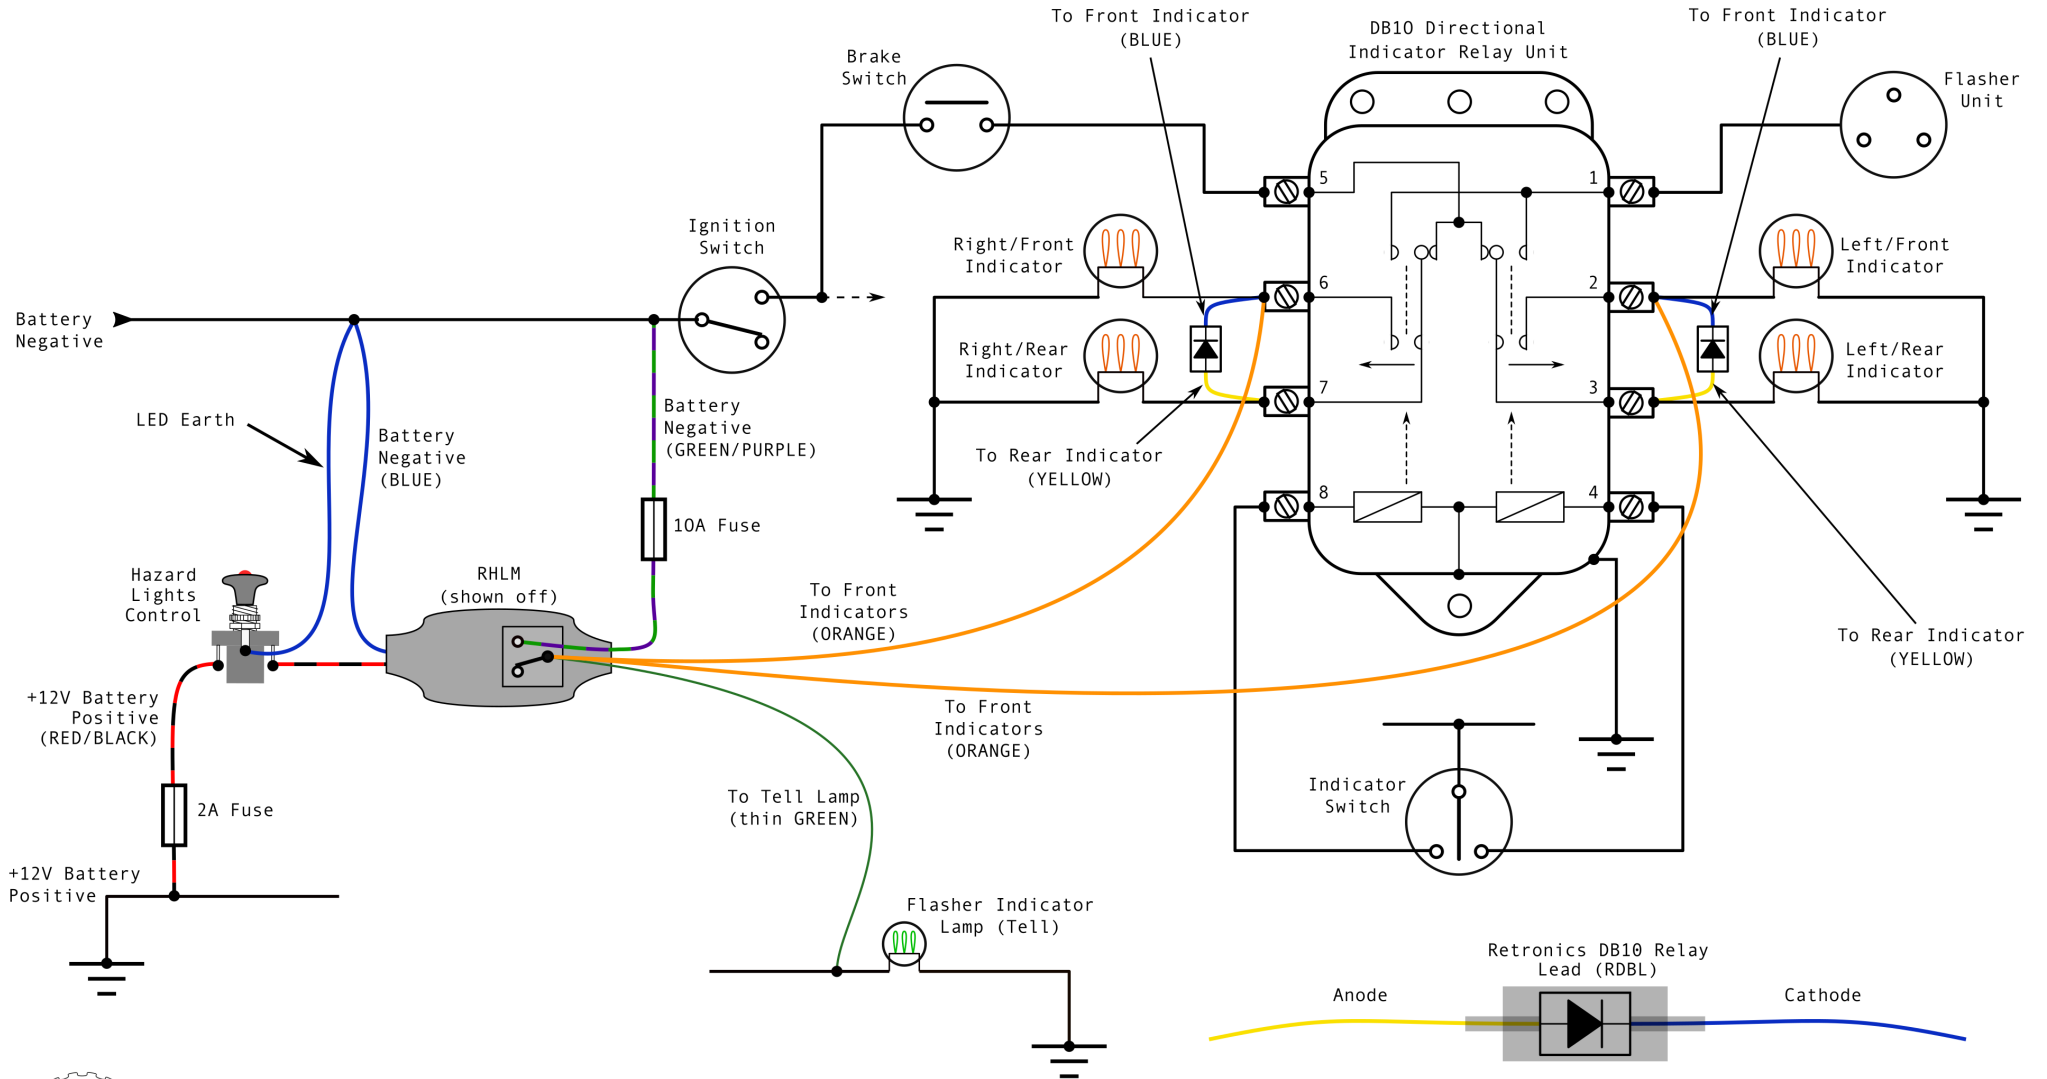 To Front Indicator
(BLUE)
DB10 Directional
Indicator Relay Unit
To Front Indicator
(BLUE)
Brake
Switch
Flasher
Unit
5
1
Ignition
Switch
Right/Front
Indicator
6
2
Left/Front
Indicator
Battery
Negative
Right/Rear
Indicator
7
3
Left/Rear
Indicator
LED Earth
Battery
Negative
(BLUE)
Battery
Negative
(GREEN/PURPLE)
To Rear Indicator
(YELLOW)
8
4
10A Fuse
Hazard
Lights
Control
RHLM
(shown off)
To Front
Indicators
(ORANGE)
To Rear Indicator
(YELLOW)
+12V Battery
Positive
(RED/BLACK)
To Front
Indicators
(ORANGE)
2A Fuse
To Tell Lamp
(thin GREEN)
Indicator
Switch
+12V Battery
Positive
Flasher Indicator
Lamp (Tell)
Retronics DB10 Relay
Lead (RDBL)
Anode
Cathode